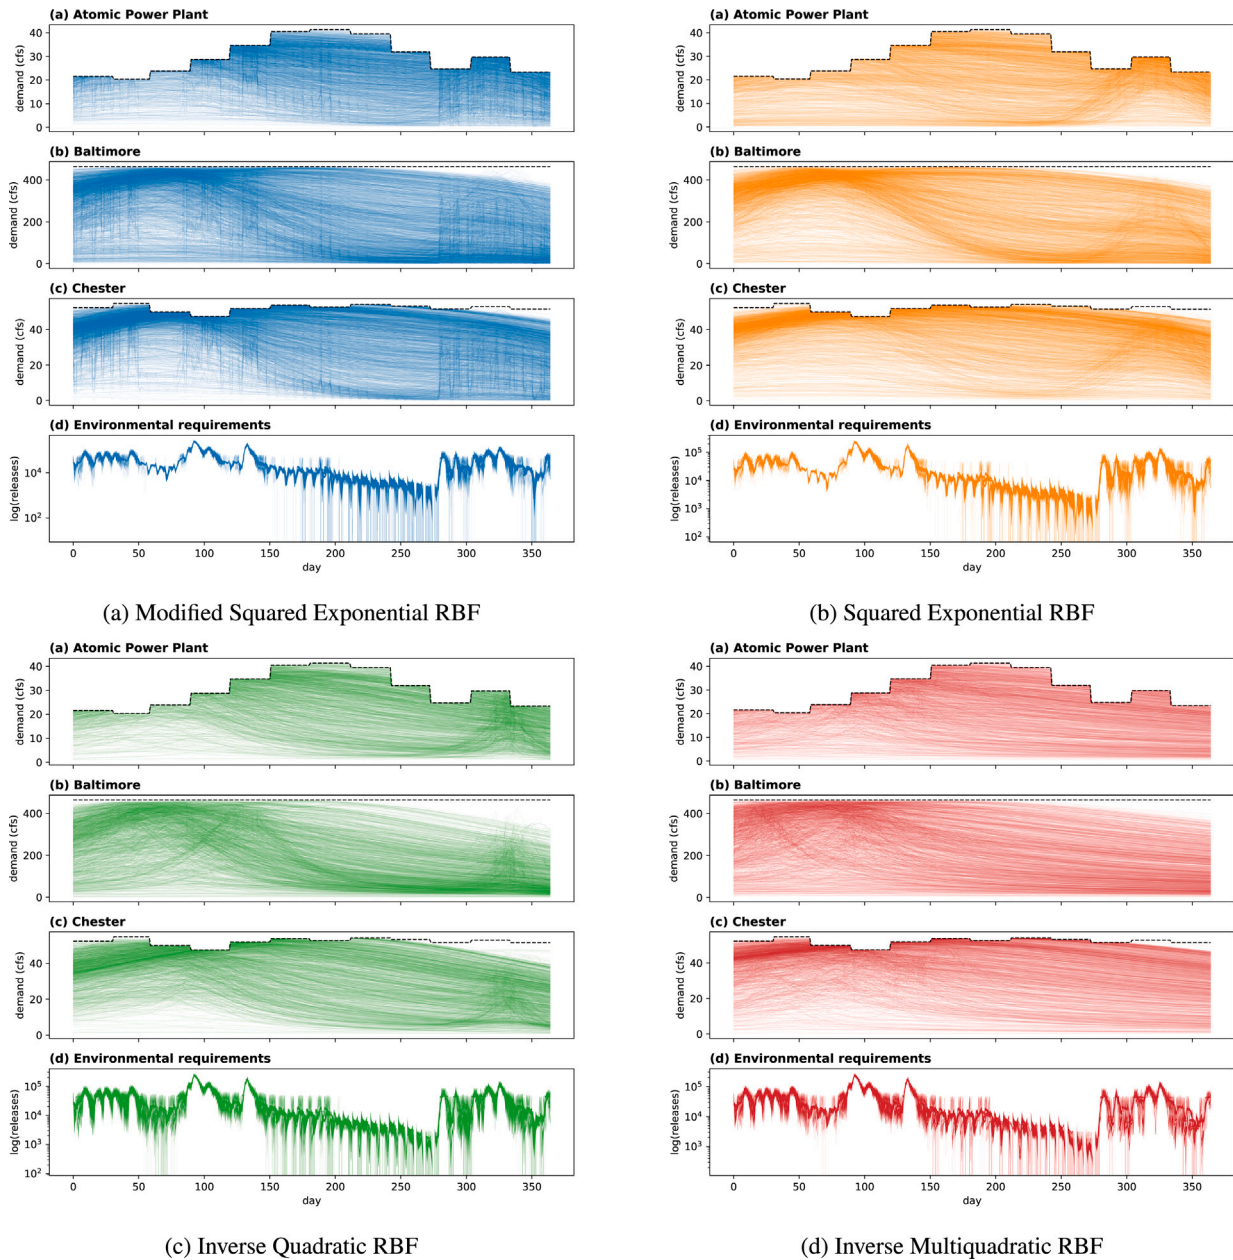 (a) Atomic Power Plant
demand (cfs)
40
30
20
10
0
(b) Baltimore
demand (cfs)
400
200
0
(c) Chester
demand (cfs)
40
20
0
(d) Environmental requirements
log(releases)
10⁴
10²
0 50 100 150 200 250 300 350
day
(a) Modified Squared Exponential RBF
(a) Atomic Power Plant
demand (cfs)
40
30
20
10
0
(b) Baltimore
demand (cfs)
400
200
0
(c) Chester
demand (cfs)
40
20
0
(d) Environmental requirements
log(releases)
10⁵
10⁴
10³
10²
0 50 100 150 200 250 300 350
day
(b) Squared Exponential RBF
(a) Atomic Power Plant
demand (cfs)
40
30
20
10
0
(b) Baltimore
demand (cfs)
400
200
0
(c) Chester
demand (cfs)
40
20
0
(d) Environmental requirements
log(releases)
10⁵
10⁴
10³
10²
0 50 100 150 200 250 300 350
day
(c) Inverse Quadratic RBF
(a) Atomic Power Plant
demand (cfs)
40
30
20
10
0
(b) Baltimore
demand (cfs)
400
200
0
(c) Chester
demand (cfs)
40
20
0
(d) Environmental requirements
log(releases)
10⁵
10⁴
10³
0 50 100 150 200 250 300 350
day
(d) Inverse Multiquadratic RBF